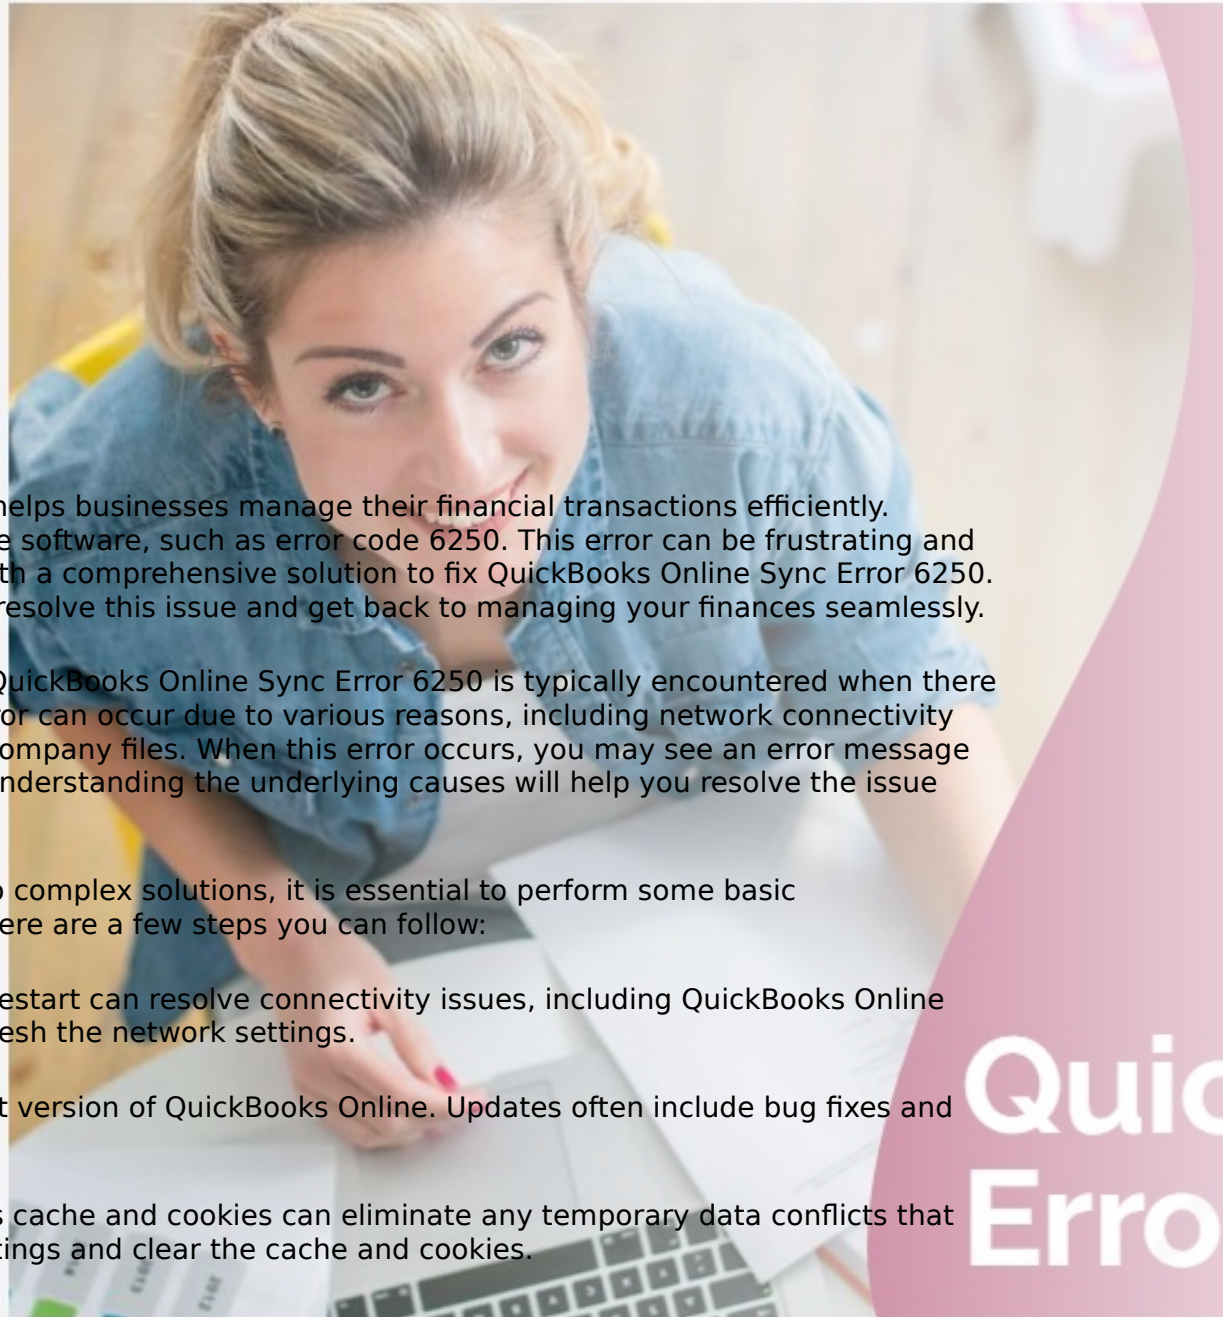 helps businesses manage their financial transactions efficiently.
e software, such as error code 6250. This error can be frustrating and
th a comprehensive solution to fix QuickBooks Online Sync Error 6250.
resolve this issue and get back to managing your finances seamlessly.
QuickBooks Online Sync Error 6250 is typically encountered when there
or can occur due to various reasons, including network connectivity
ompany files. When this error occurs, you may see an error message
nderstanding the underlying causes will help you resolve the issue
o complex solutions, it is essential to perform some basic
ere are a few steps you can follow:
estart can resolve connectivity issues, including QuickBooks Online
esh the network settings.
t version of QuickBooks Online. Updates often include bug fixes and
s cache and cookies can eliminate any temporary data conflicts that
tings and clear the cache and cookies.
Quic
Erro
2014
2013
2012